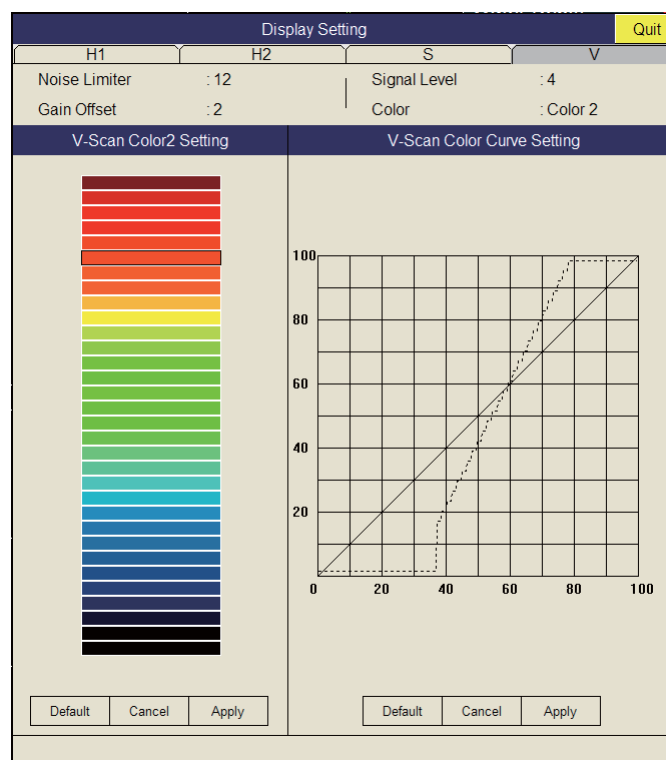 Display Setting Quit
H1 H2 S V
Noise Limiter : 12 Signal Level : 4
Gain Offset : 2 Color : Color 2
V-Scan Color2 Setting V-Scan Color Curve Setting
100
80
60
40
20
0 20 40 60 80 100
Default Cancel Apply Default Cancel Apply